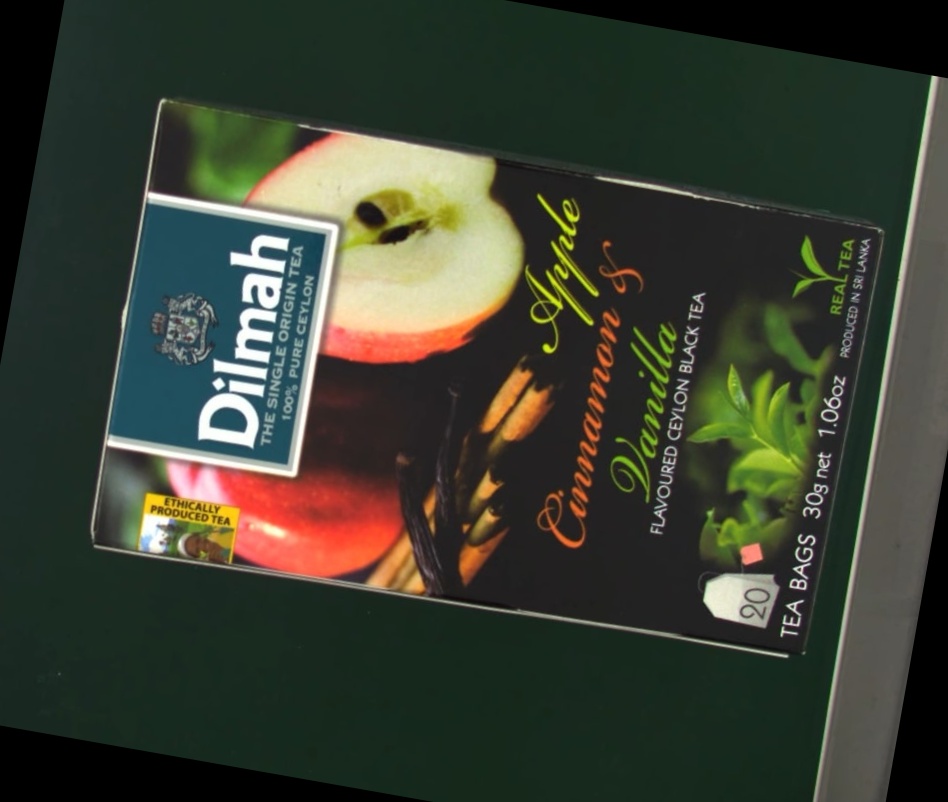 Dilmah
THE SINGLE ORIGIN TEA
100% PURE CEYLON
ETHICALLY
PRODUCED TEA
Apple
Cinnamon &
Vanilla
FLAVOURED CEYLON BLACK TEA
REAL TEA
PRODUCED IN SRI LANKA
20
TEA BAGS 30g net 1.06oz